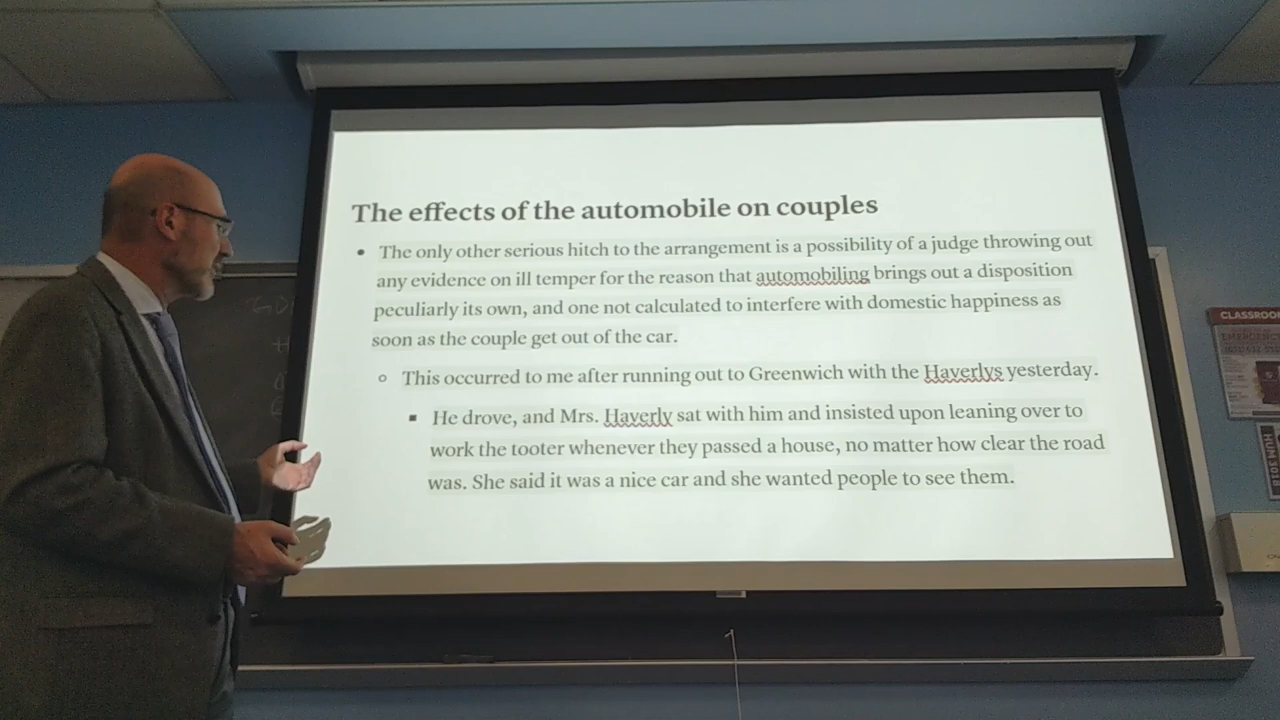 The effects of the automobile on couples
• The only other serious hitch to the arrangement is a possibility of a judge throwing out
any evidence on ill temper for the reason that automobiling brings out a disposition
peculiarly its own, and one not calculated to interfere with domestic happiness as
soon as the couple get out of the car.
○ This occurred to me after running out to Greenwich with the Haverlys yesterday.
■ He drove, and Mrs. Haverly sat with him and insisted upon leaning over to
work the tooter whenever they passed a house, no matter how clear the road
was. She said it was a nice car and she wanted people to see them.
CLASSROO
EMERGENC
HUM 3018